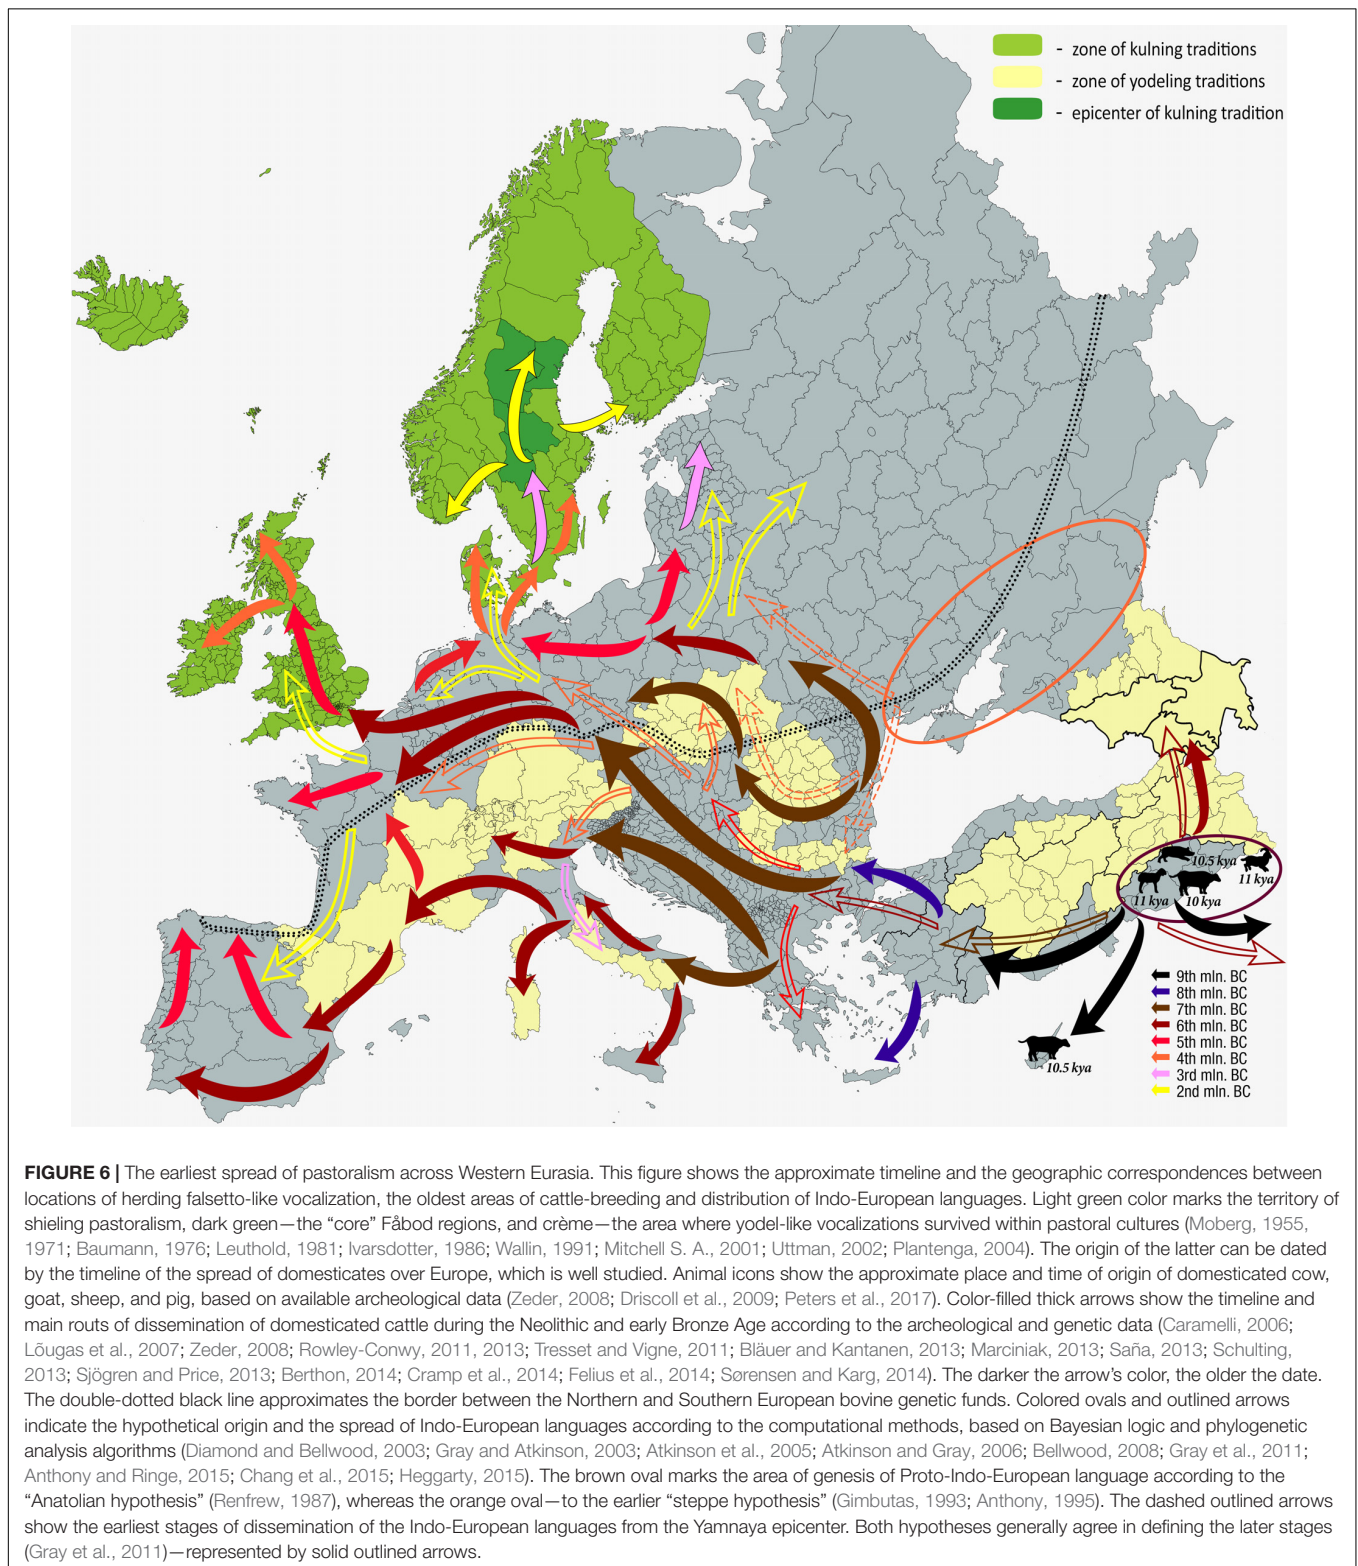 - zone of kulning traditions
- zone of yodeling traditions
- epicenter of kulning tradition
10.5 kya
11 kya
11 kya
10 kya
9th mln. BC
8th mln. BC
7th mln. BC
6th mln. BC
5th mln. BC
4th mln. BC
3rd mln. BC
2nd mln. BC
10.5 kya
FIGURE 6 | The earliest spread of pastoralism across Western Eurasia. This figure shows the approximate timeline and the geographic correspondences between
locations of herding falsetto-like vocalization, the oldest areas of cattle-breeding and distribution of Indo-European languages. Light green color marks the territory of
shieling pastoralism, dark green—the “core” Fåbod regions, and crème—the area where yodel-like vocalizations survived within pastoral cultures (Moberg, 1955,
1971; Baumann, 1976; Leuthold, 1981; Ivarsdotter, 1986; Wallin, 1991; Mitchell S. A., 2001; Uttman, 2002; Plantenga, 2004). The origin of the latter can be dated
by the timeline of the spread of domesticates over Europe, which is well studied. Animal icons show the approximate place and time of origin of domesticated cow,
goat, sheep, and pig, based on available archeological data (Zeder, 2008; Driscoll et al., 2009; Peters et al., 2017). Color-filled thick arrows show the timeline and
main routs of dissemination of domesticated cattle during the Neolithic and early Bronze Age according to the archeological and genetic data (Caramelli, 2006;
Lõugas et al., 2007; Zeder, 2008; Rowley-Conwy, 2011, 2013; Tresset and Vigne, 2011; Bläuer and Kantanen, 2013; Marciniak, 2013; Saña, 2013; Schulting,
2013; Sjögren and Price, 2013; Berthon, 2014; Cramp et al., 2014; Felius et al., 2014; Sørensen and Karg, 2014). The darker the arrow’s color, the older the date.
The double-dotted black line approximates the border between the Northern and Southern European bovine genetic funds. Colored ovals and outlined arrows
indicate the hypothetical origin and the spread of Indo-European languages according to the computational methods, based on Bayesian logic and phylogenetic
analysis algorithms (Diamond and Bellwood, 2003; Gray and Atkinson, 2003; Atkinson et al., 2005; Atkinson and Gray, 2006; Bellwood, 2008; Gray et al., 2011;
Anthony and Ringe, 2015; Chang et al., 2015; Heggarty, 2015). The brown oval marks the area of genesis of Proto-Indo-European language according to the
“Anatolian hypothesis” (Renfrew, 1987), whereas the orange oval—to the earlier “steppe hypothesis” (Gimbutas, 1993; Anthony, 1995). The dashed outlined arrows
show the earliest stages of dissemination of the Indo-European languages from the Yamnaya epicenter. Both hypotheses generally agree in defining the later stages
(Gray et al., 2011)—represented by solid outlined arrows.